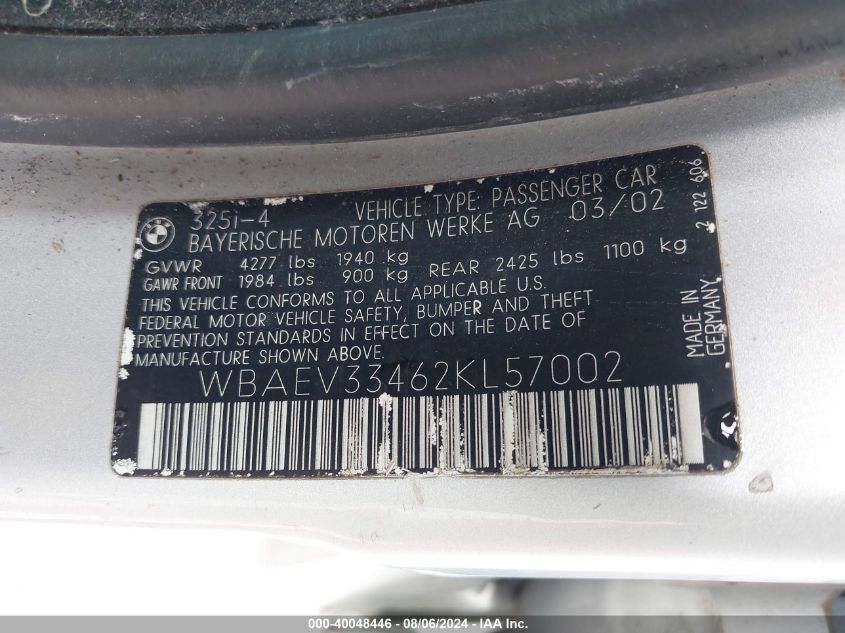 325i-4 VEHICLE TYPE: PASSENGER CAR
BAYERISCHE MOTOREN WERKE AG 03/02
GVWR 4277 lbs 1940 kg
GAWR FRONT 1984 lbs 900 kg REAR 2425 lbs 1100 kg
THIS VEHICLE CONFORMS TO ALL APPLICABLE U.S.
FEDERAL MOTOR VEHICLE SAFETY, BUMPER AND THEFT
PREVENTION STANDARDS IN EFFECT ON THE DATE OF
MANUFACTURE SHOWN ABOVE.
WBAEV33462KL57002
2 122 606
MADE IN
GERMANY
000-40048446 - 08/06/2024 - IAA Inc.